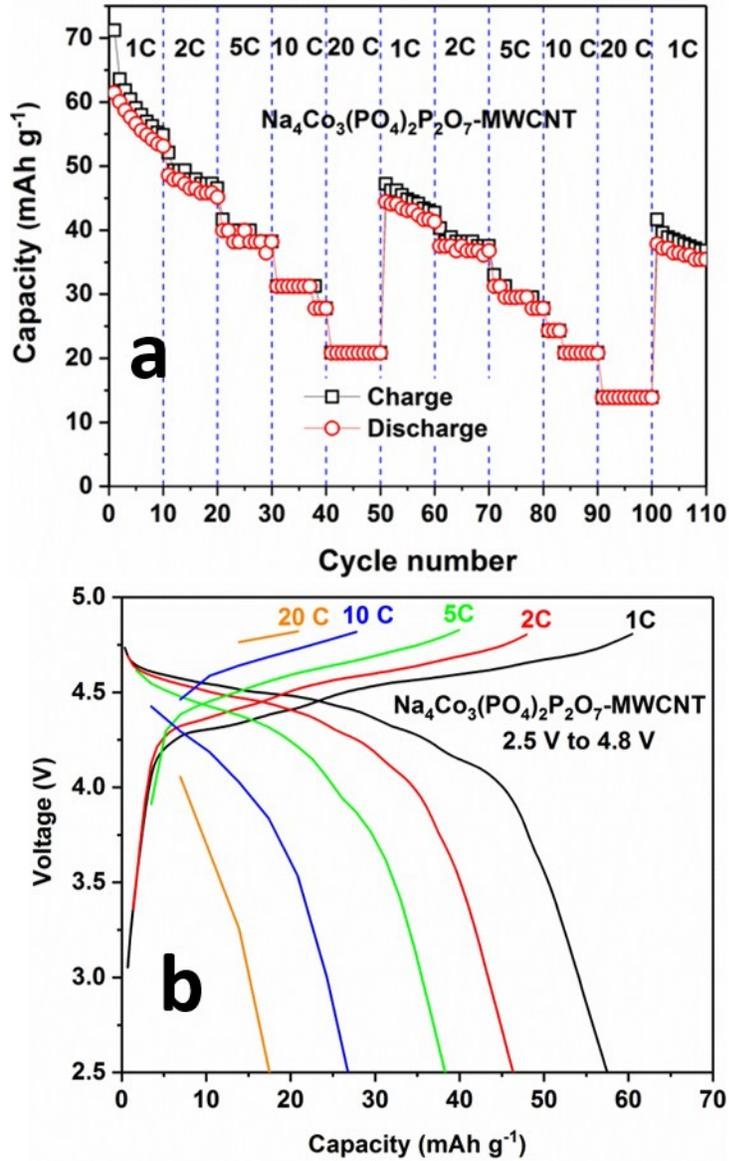 70
60
50
40
30
20
10
0
Capacity (mAh g⁻¹)
1C 2C 5C 10 C 20 C 1C 2C 5C 10 C 20 C 1C
Na₄Co₃(PO₄)₂P₂O₇-MWCNT
a
Charge
Discharge
0 10 20 30 40 50 60 70 80 90 100 110
Cycle number
5.0
4.5
4.0
3.5
3.0
2.5
Voltage (V)
20 C 10 C 5C 2C 1C
Na₄Co₃(PO₄)₂P₂O₇-MWCNT
2.5 V to 4.8 V
b
0 10 20 30 40 50 60 70
Capacity (mAh g⁻¹)